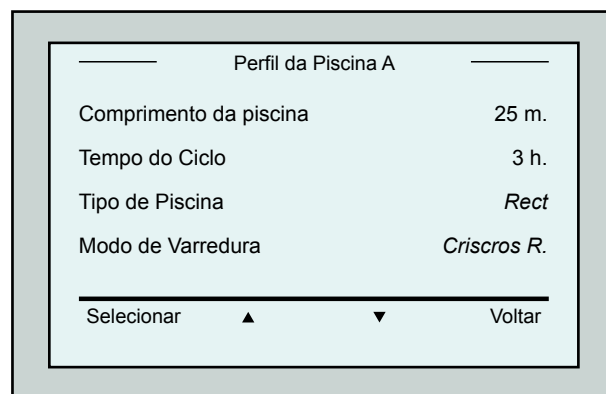 Perfil da Piscina A
Comprimento da piscina 25 m.
Tempo do Ciclo 3 h.
Tipo de Piscina Rect
Modo de Varredura Criscros R.
Selecionar ▲ ▼ Voltar